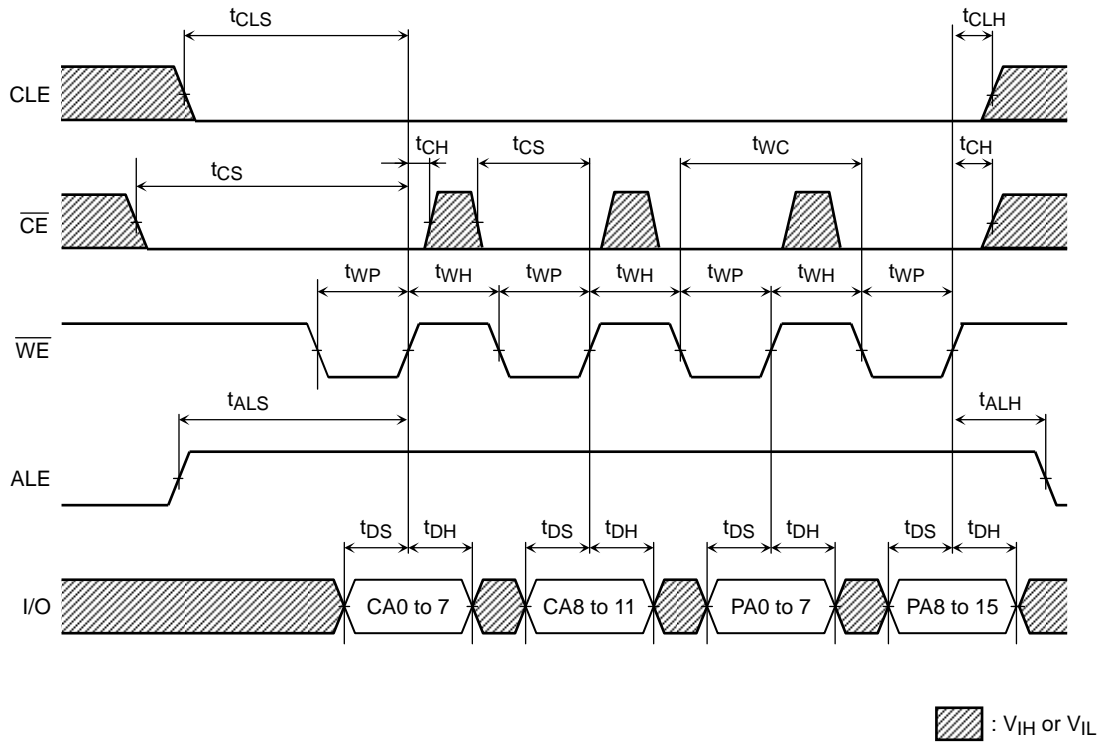 tCLS tCLH
CLE
tCH tCS tWC tCH
tCS
CE
tWP tWH tWP tWH tWP tWH tWP
WE
tALS tALH
ALE
tDS tDH tDS tDH tDS tDH tDS tDH
I/O CA0 to 7 CA8 to 11 PA0 to 7 PA8 to 15
: VIH or VIL